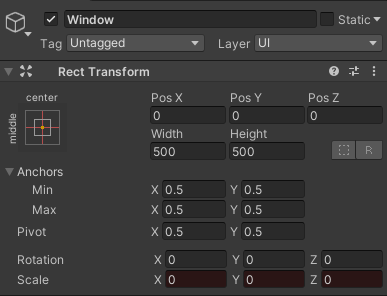 Window
Static
Tag Untagged Layer UI
Rect Transform
center
middle
Pos X Pos Y Pos Z
0 0 0
Width Height
500 500
R
Anchors
Min X 0.5 Y 0.5
Max X 0.5 Y 0.5
Pivot X 0.5 Y 0.5
Rotation X 0 Y 0 Z 0
Scale X 0 Y 0 Z 0